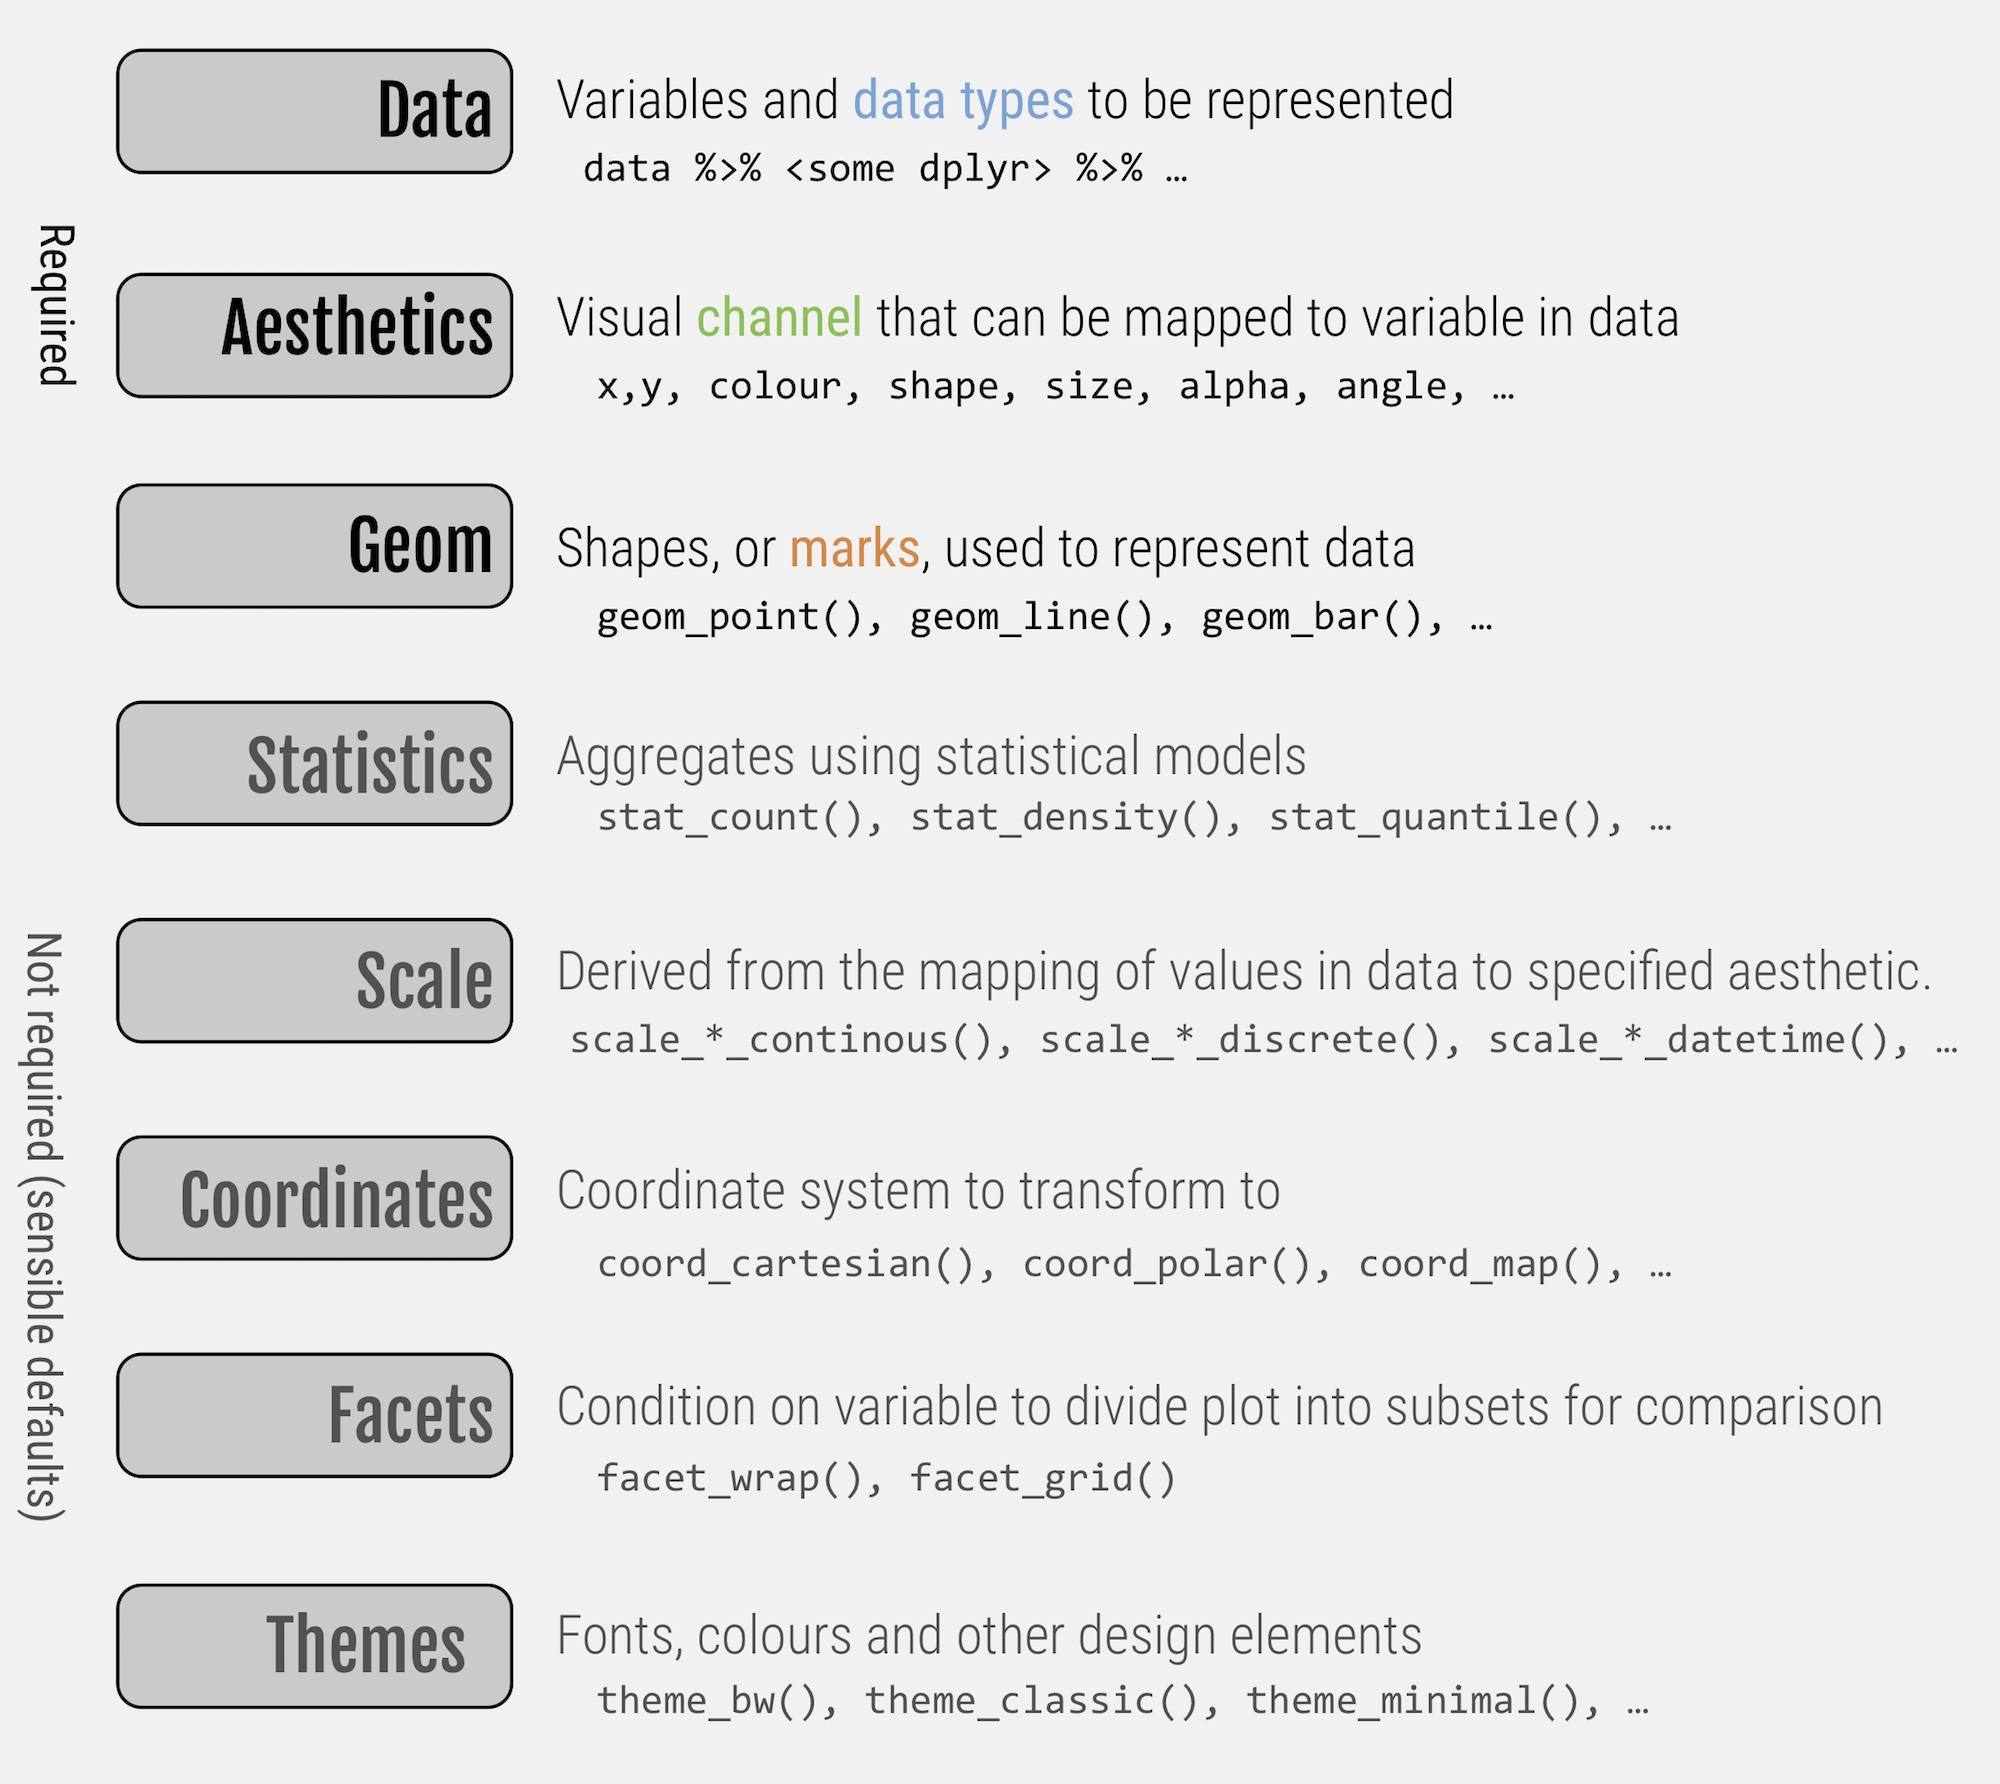 Required
Data
Variables and data types to be represented
data %>% <some dplyr> %>% …
Aesthetics
Visual channel that can be mapped to variable in data
x,y, colour, shape, size, alpha, angle, …
Geom
Shapes, or marks, used to represent data
geom_point(), geom_line(), geom_bar(), …
Not required (sensible defaults)
Statistics
Aggregates using statistical models
stat_count(), stat_density(), stat_quantile(), …
Scale
Derived from the mapping of values in data to specified aesthetic.
scale_*_continous(), scale_*_discrete(), scale_*_datetime(), …
Coordinates
Coordinate system to transform to
coord_cartesian(), coord_polar(), coord_map(), …
Facets
Condition on variable to divide plot into subsets for comparison
facet_wrap(), facet_grid()
Themes
Fonts, colours and other design elements
theme_bw(), theme_classic(), theme_minimal(), …